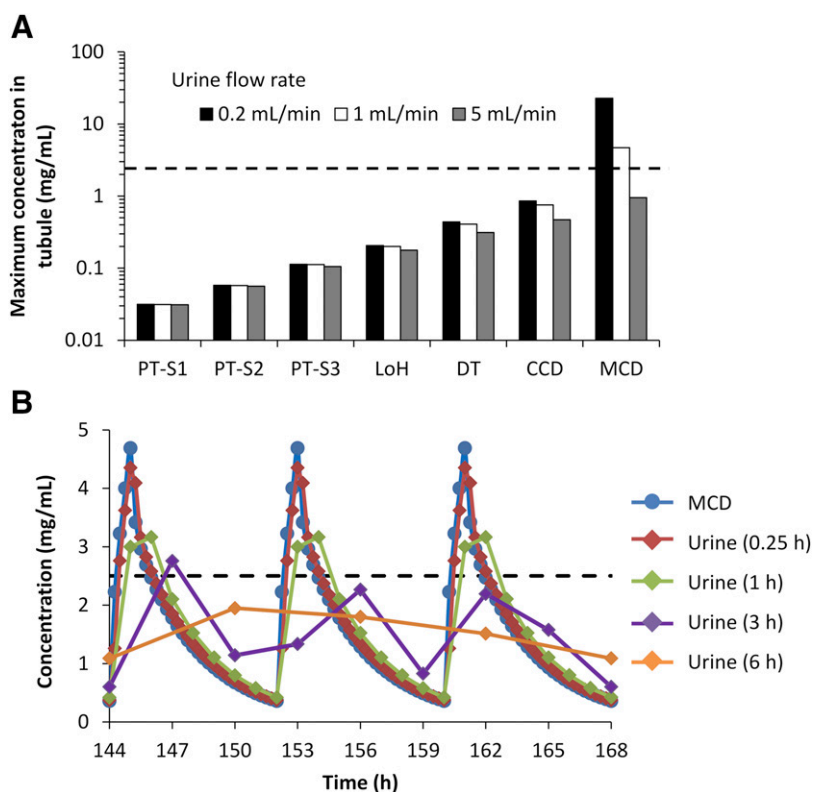 A
Maximum concentraton in
tubule (mg/mL)
100
10
1
0.1
0.01
Urine flow rate
0.2 mL/min 1 mL/min 5 mL/min
PT-S1 PT-S2 PT-S3 LoH DT CCD MCD
B
Concentration (mg/mL)
5
4
3
2
1
0
144 147 150 153 156 159 162 165 168
Time (h)
MCD
Urine (0.25 h)
Urine (1 h)
Urine (3 h)
Urine (6 h)